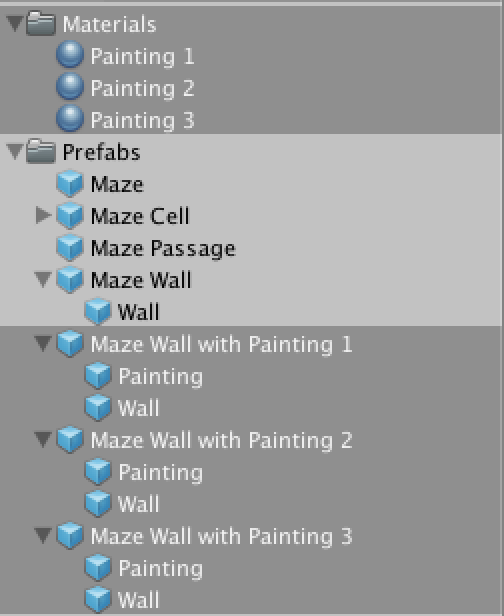 Materials
Painting 1
Painting 2
Painting 3
Prefabs
Maze
Maze Cell
Maze Passage
Maze Wall
Wall
Maze Wall with Painting 1
Painting
Wall
Maze Wall with Painting 2
Painting
Wall
Maze Wall with Painting 3
Painting
Wall